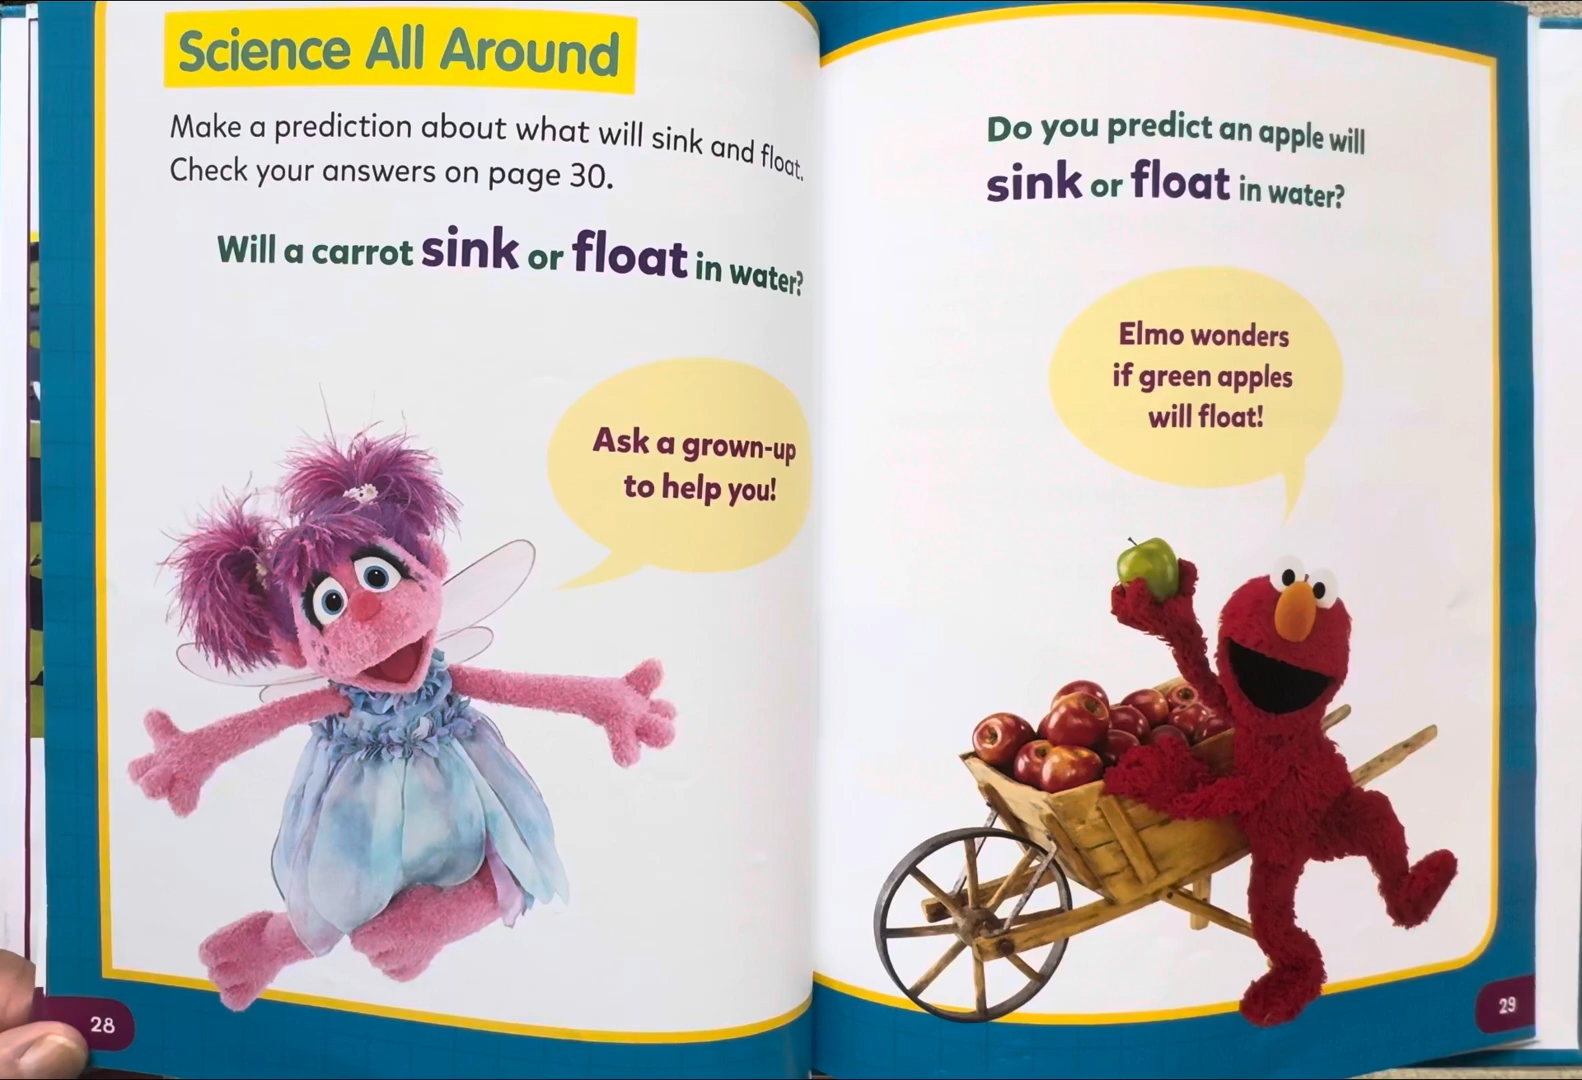 Science All Around
Make a prediction about what will sink and float.
Check your answers on page 30.
Will a carrot sink or float in water?
Ask a grown-up
to help you!
28
Do you predict an apple will
sink or float in water?
Elmo wonders
if green apples
will float!
29